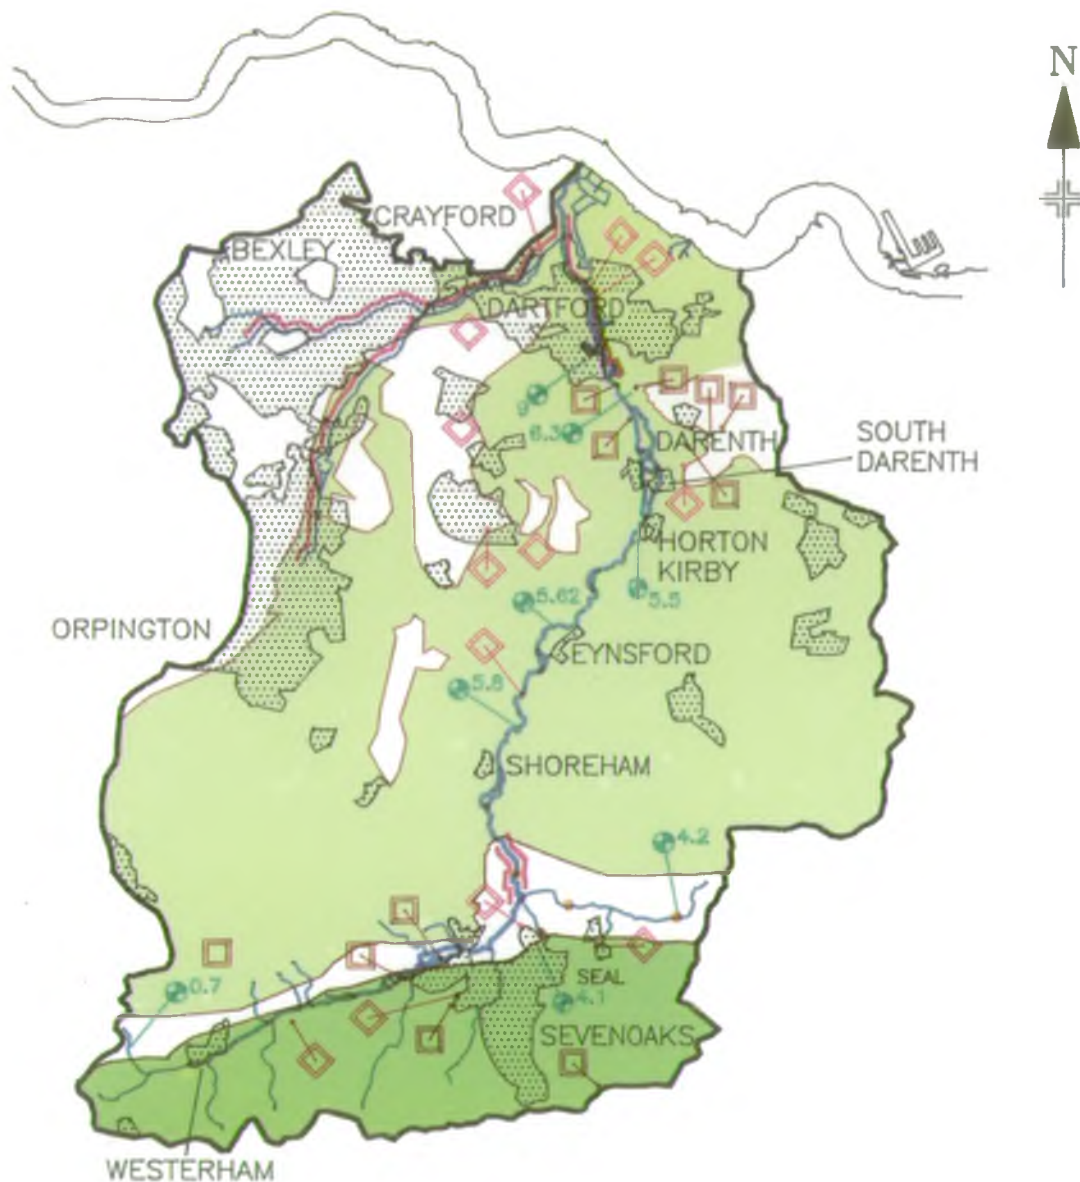 N
CRAYFORD
BEXLEY
DARTFORD
9
6.3
DARENTH
SOUTH
DARENTH
HORTON
KIRBY
5.5
5.62
ORPINGTON
EYNSFORD
5.8
SHOREHAM
4.2
0.7
SEAL
4.1
SEVENOAKS
WESTERHAM